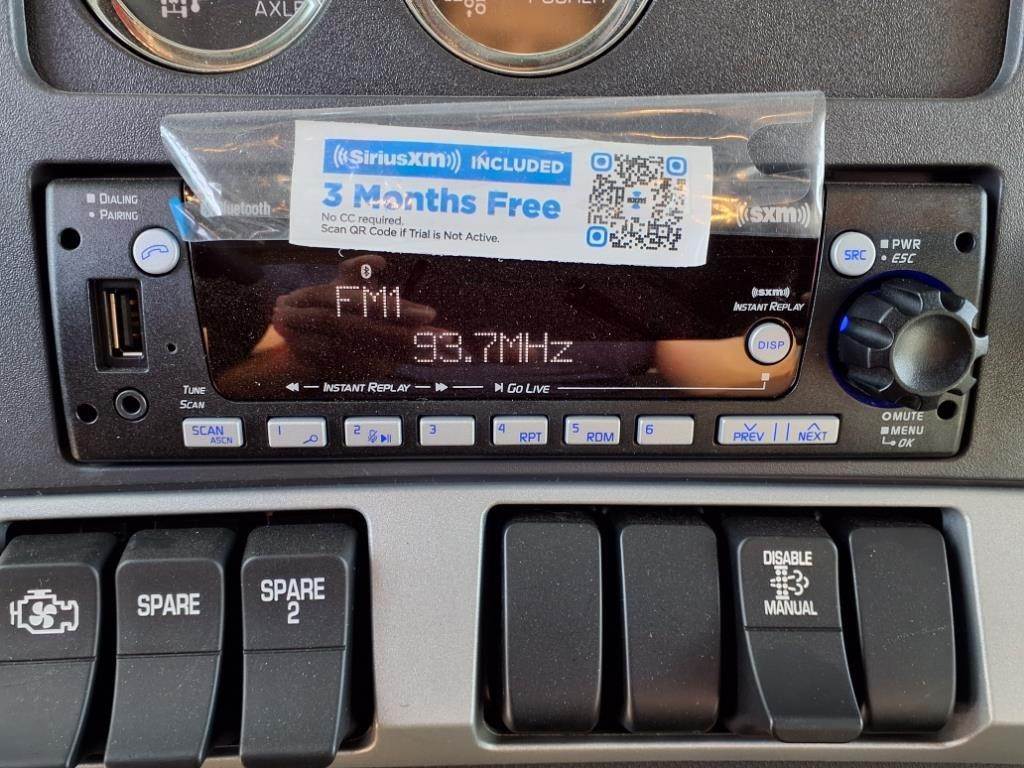 AXLE
DIALING
PAIRING
((SiriusXM)) INCLUDED
3 Months Free
No CC required.
Scan QR Code if Trial is Not Active.
sxm
Bluetooth
((sxm))
SRC
PWR
ESC
FM1
93.7MHz
((sxm))
INSTANT REPLAY
DISP
INSTANT REPLAY
GO LIVE
TUNE
SCAN
SCAN
ASCN
1
2
3
4 RPT
5 RDM
6
PREV NEXT
MUTE
MENU
OK
SPARE
SPARE
2
DISABLE
MANUAL